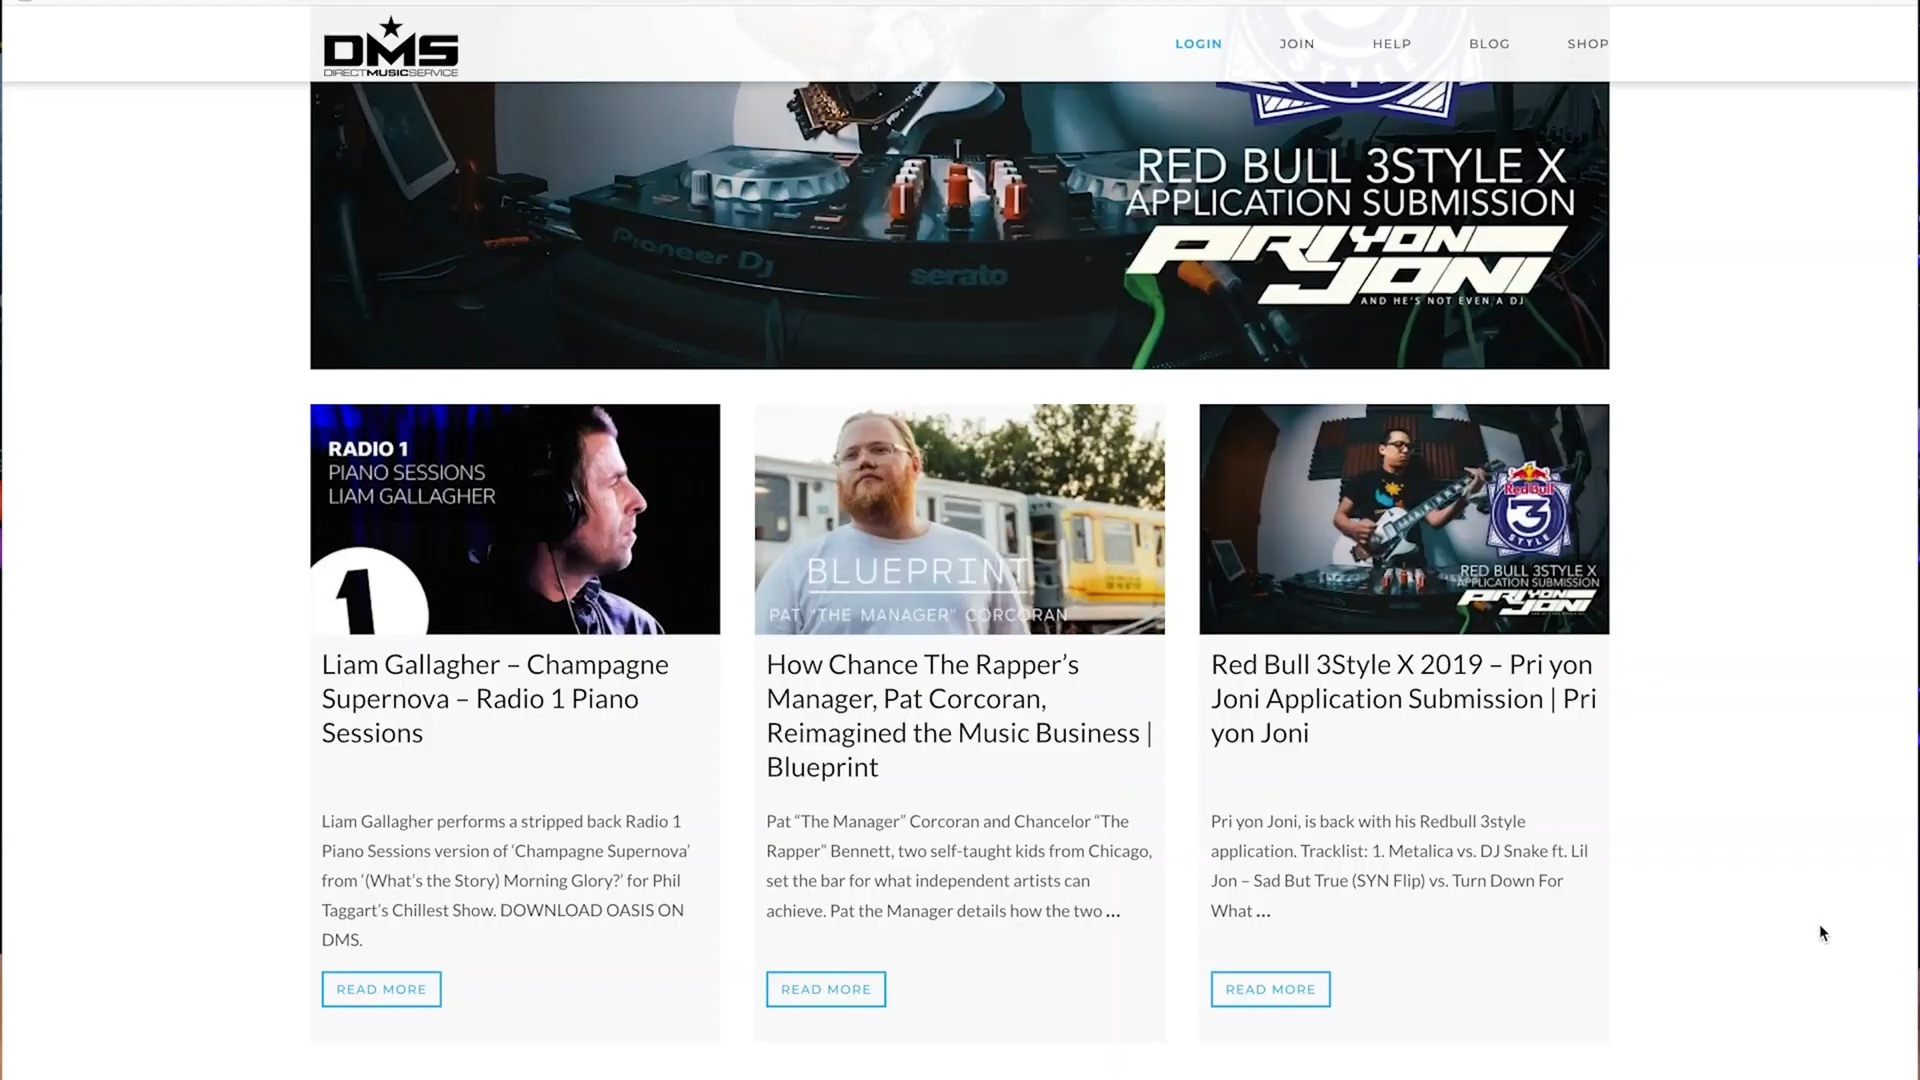 DMS
DIRECTMUSICSERVICE
LOGIN
JOIN
HELP
BLOG
SHOP
STYLE
RED BULL 3STYLE X
APPLICATION SUBMISSION
PRI YON
JONI
AND HE'S NOT EVEN A DJ
Pioneer Dj
serato
RADIO 1
PIANO SESSIONS
LIAM GALLAGHER
1
BLUEPRINT
PAT "THE MANAGER" CORCORAN
Red Bull
3
STYLE
RED BULL 3STYLE X
APPLICATION SUBMISSION
PRI YON
JONI
Liam Gallagher – Champagne
Supernova – Radio 1 Piano
Sessions
Liam Gallagher performs a stripped back Radio 1
Piano Sessions version of ‘Champagne Supernova’
from ‘(What’s the Story) Morning Glory?’ for Phil
Taggart’s Chillest Show. DOWNLOAD OASIS ON
DMS.
READ MORE
How Chance The Rapper’s
Manager, Pat Corcoran,
Reimagined the Music Business |
Blueprint
Pat “The Manager” Corcoran and Chancelor “The
Rapper” Bennett, two self-taught kids from Chicago,
set the bar for what independent artists can
achieve. Pat the Manager details how the two ...
READ MORE
Red Bull 3Style X 2019 – Pri yon
Joni Application Submission | Pri
yon Joni
Pri yon Joni, is back with his Redbull 3style
application. Tracklist: 1. Metalica vs. DJ Snake ft. Lil
Jon – Sad But True (SYN Flip) vs. Turn Down For
What ...
READ MORE